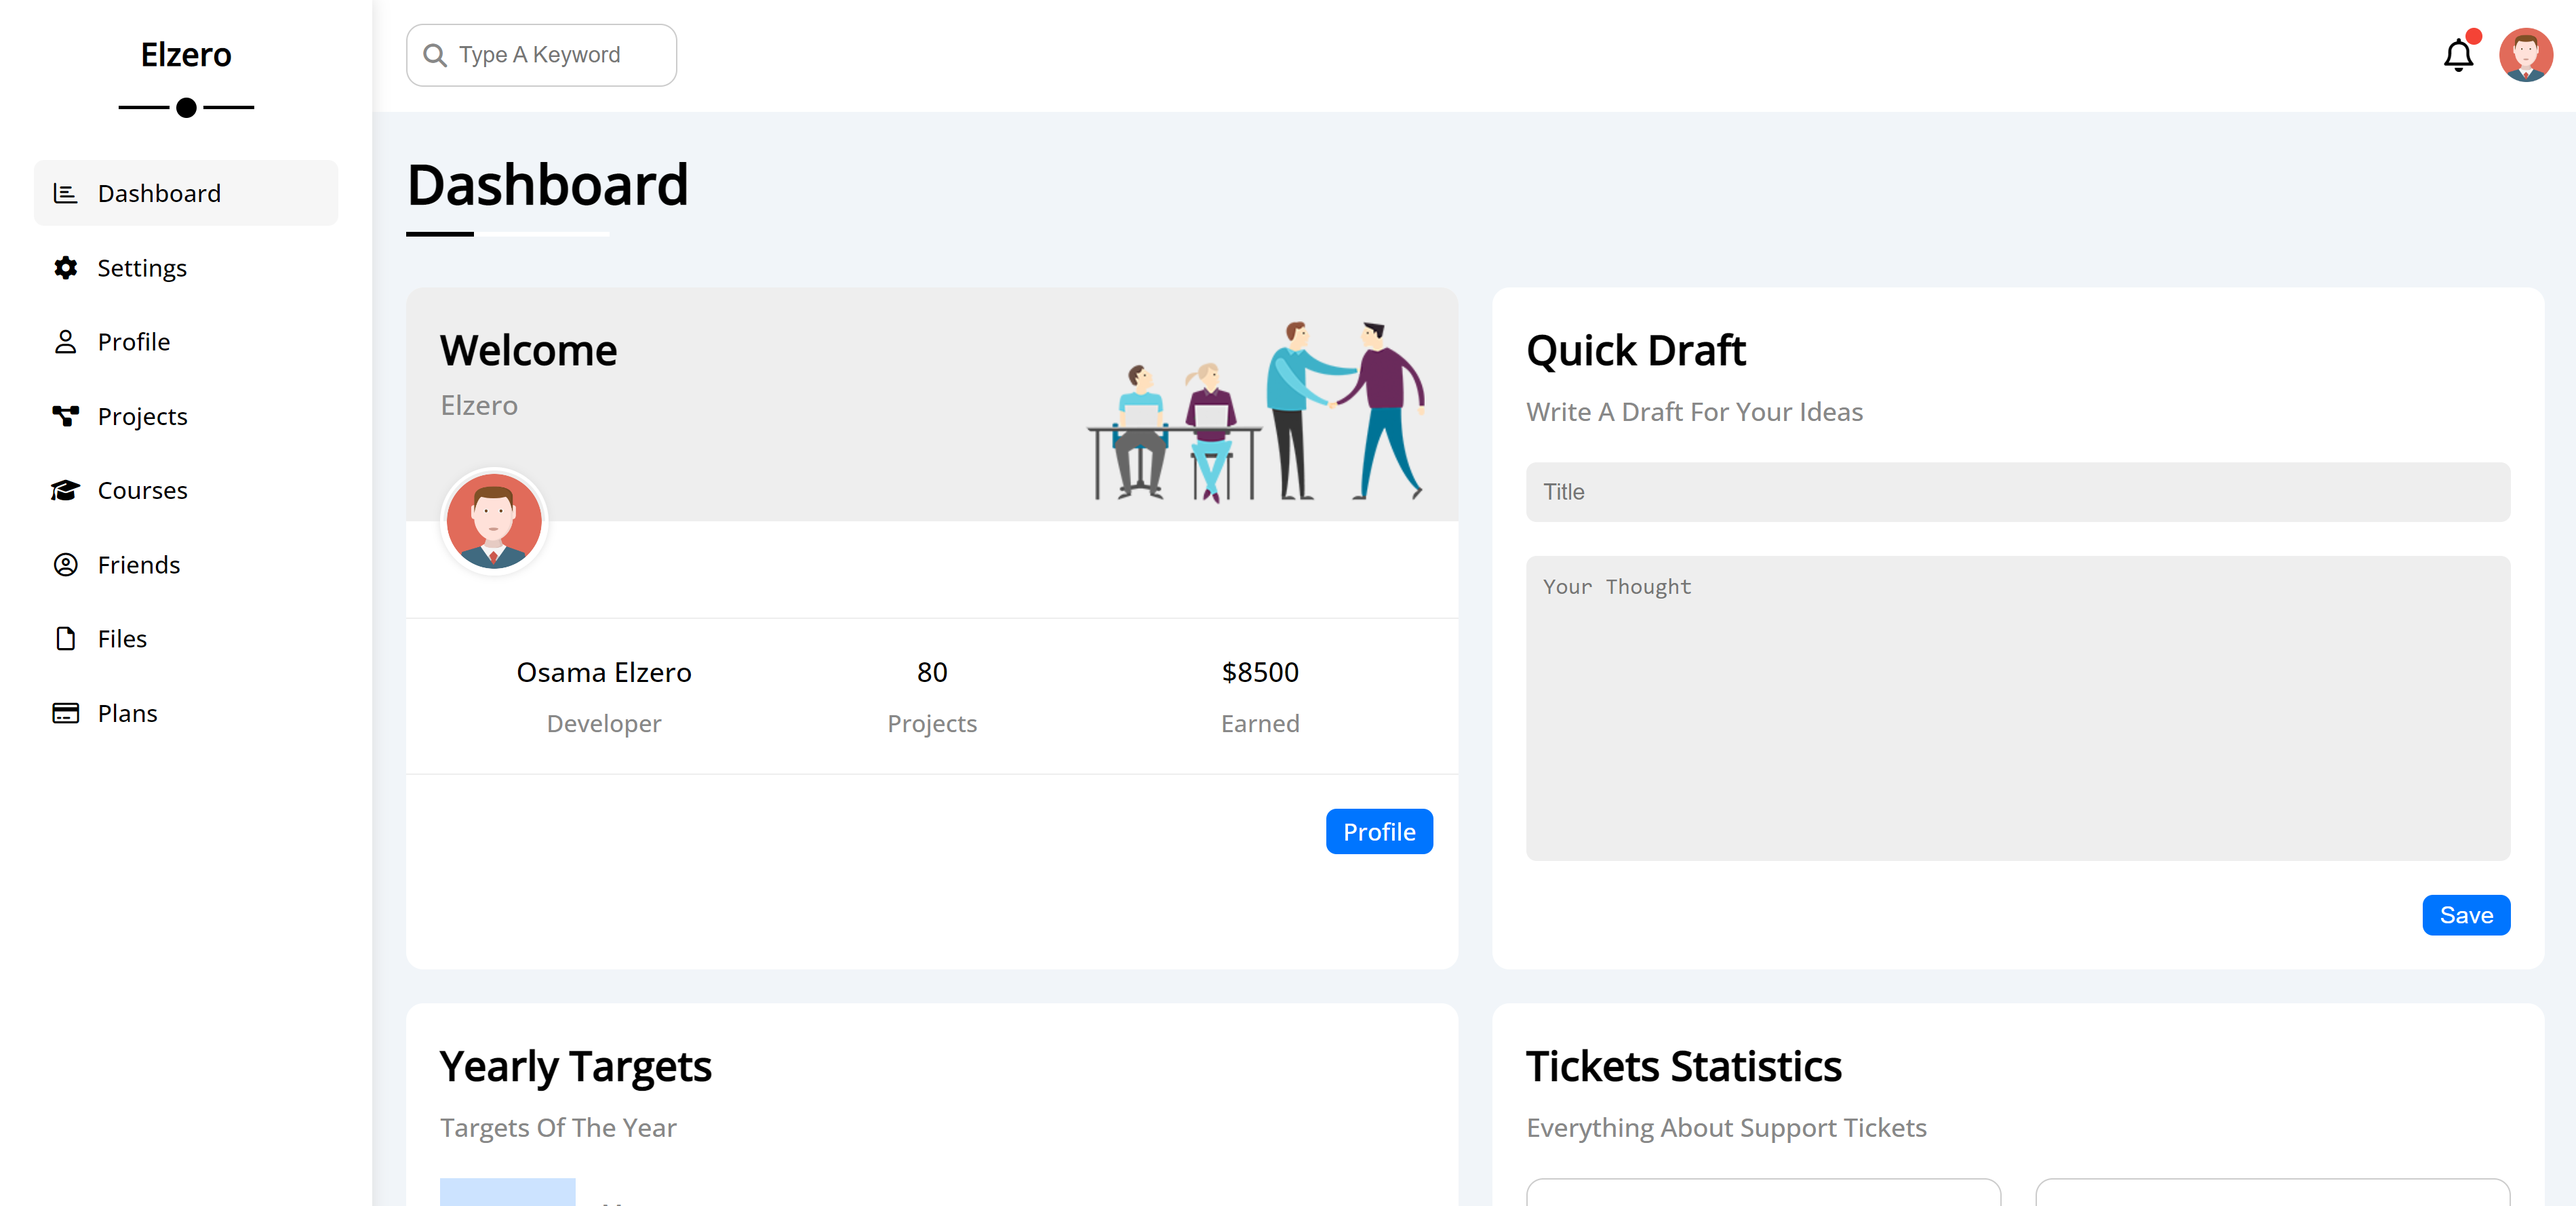 Elzero
Dashboard
Settings
Profile
Projects
Courses
Friends
Files
Plans
Type A Keyword
Dashboard
Welcome
Elzero
Osama Elzero
Developer
80
Projects
$8500
Earned
Profile
Quick Draft
Write A Draft For Your Ideas
Title
Your Thought
Save
Yearly Targets
Targets Of The Year
Tickets Statistics
Everything About Support Tickets